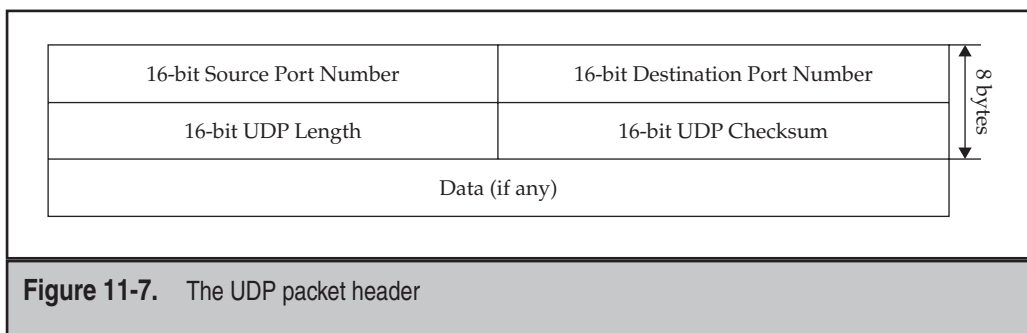 16-bit Source Port Number
16-bit Destination Port Number
8 bytes
16-bit UDP Length
16-bit UDP Checksum
Data (if any)
Figure 11-7. The UDP packet header